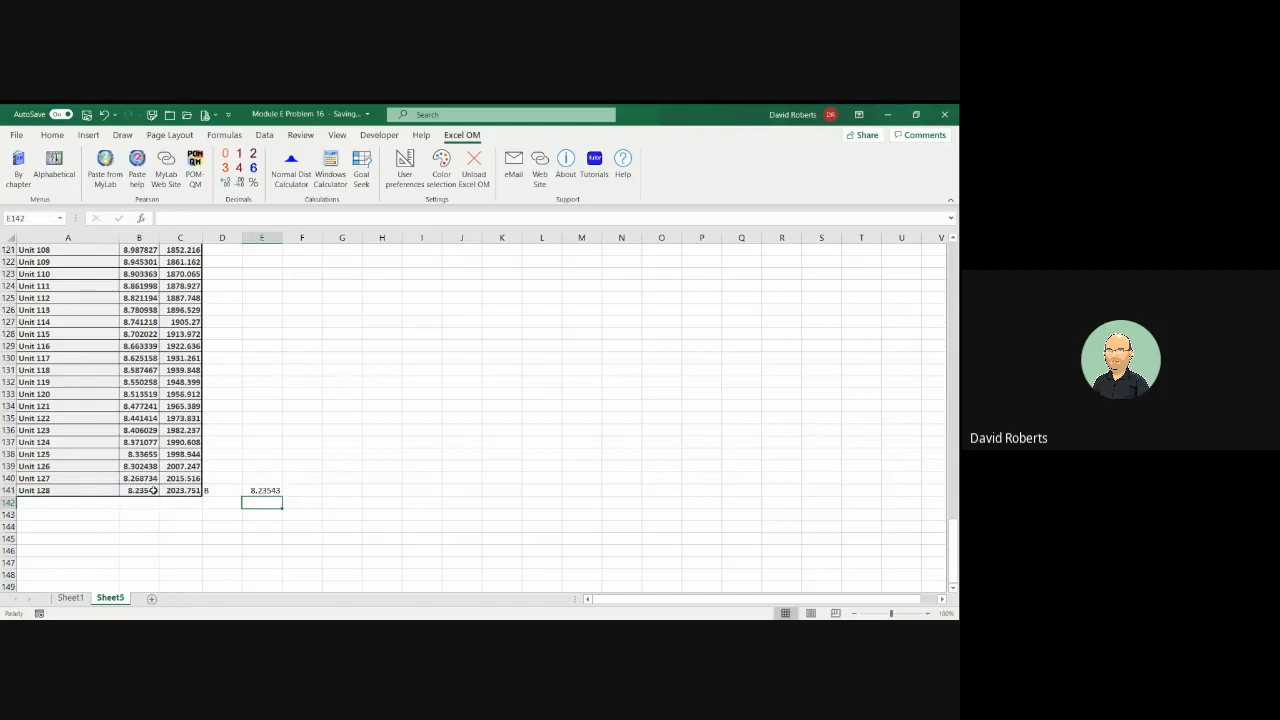 AutoSave On Module E Problem 16 - Saving... Search David Roberts DR
File Home Insert Draw Page Layout Formulas Data Review View Developer Help Excel OM Share Comments
By chapter Alphabetical Paste from MyLab Paste help MyLab Web Site POM-QM Normal Dist Calculator Windows Calculator Goal Seek User preferences Color selection Unload Excel OM eMail Web Site About Tutorials Help
Menus Pearson Decimals Calculations Settings Support
E142 fx
A B C D E F G H I J K L M N O P Q R S T U V
121 Unit 108 8.987827 1852.216
122 Unit 109 8.945301 1861.162
123 Unit 110 8.903363 1870.065
124 Unit 111 8.861998 1878.927
125 Unit 112 8.821194 1887.748
126 Unit 113 8.780938 1896.529
127 Unit 114 8.741218 1905.27
128 Unit 115 8.702022 1913.972
129 Unit 116 8.663339 1922.636
130 Unit 117 8.625158 1931.261
131 Unit 118 8.587467 1939.848
132 Unit 119 8.550258 1948.399
133 Unit 120 8.513519 1956.912
134 Unit 121 8.477241 1965.389
135 Unit 122 8.441414 1973.831
136 Unit 123 8.406029 1982.237
137 Unit 124 8.371077 1990.608
138 Unit 125 8.33655 1998.944
139 Unit 126 8.302438 2007.247
140 Unit 127 8.268734 2015.516
141 Unit 128 2023.751 B 8.23543
142
143
144
145
146
147
148
149
Sheet1 Sheet5
Ready 100%
David Roberts